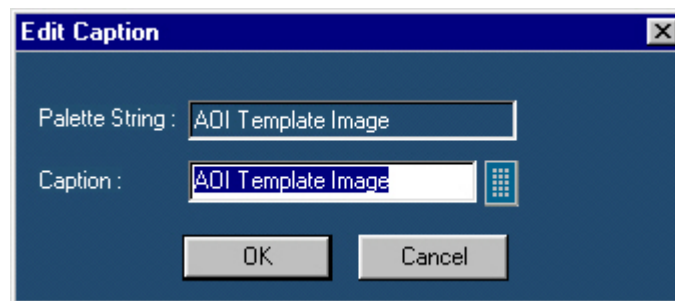 Edit Caption
Palette String : AOI Template Image
Caption : AOI Template Image
OK Cancel